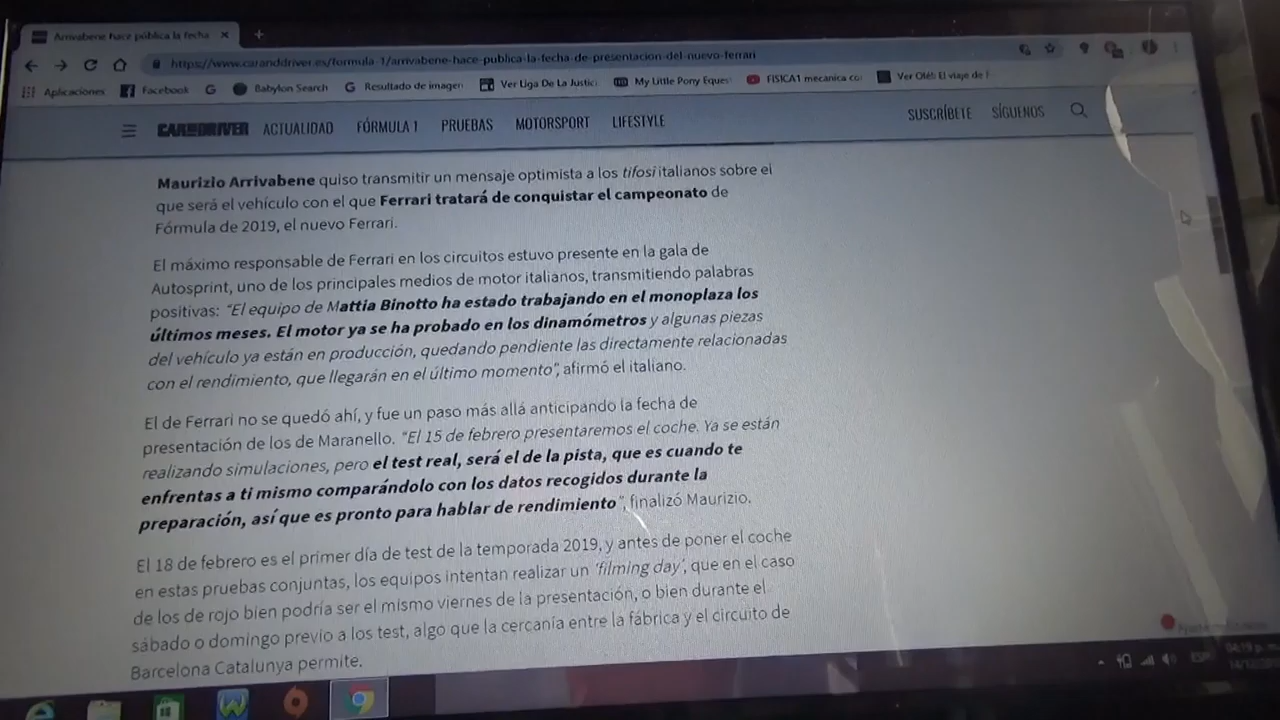 Arrivabene hace pública la fecha
https://www.caranddriver.es/formula-1/arrivabene-hace-publica-la-fecha-de-presentacion-del-nuevo-ferrari
Aplicaciones Facebook Babylon Search Resultado de imagen Ver Liga De La Justici My Little Pony Eques FISICA1 mecanica co Ver Olé! El viaje de F
CAR AND DRIVER ACTUALIDAD FÓRMULA 1 PRUEBAS MOTORSPORT LIFESTYLE SUSCRÍBETE SÍGUENOS
Maurizio Arrivabene quiso transmitir un mensaje optimista a los tifosi italianos sobre el
que será el vehículo con el que Ferrari tratará de conquistar el campeonato de
Fórmula de 2019, el nuevo Ferrari.
El máximo responsable de Ferrari en los circuitos estuvo presente en la gala de
Autosprint, uno de los principales medios de motor italianos, transmitiendo palabras
positivas: "El equipo de Mattia Binotto ha estado trabajando en el monoplaza los
últimos meses. El motor ya se ha probado en los dinamómetros y algunas piezas
del vehículo ya están en producción, quedando pendiente las directamente relacionadas
con el rendimiento, que llegarán en el último momento", afirmó el italiano.
El de Ferrari no se quedó ahí, y fue un paso más allá anticipando la fecha de
presentación de los de Maranello. "El 15 de febrero presentaremos el coche. Ya se están
realizando simulaciones, pero el test real, será el de la pista, que es cuando te
enfrentas a ti mismo comparándolo con los datos recogidos durante la
preparación, así que es pronto para hablar de rendimiento", finalizó Maurizio.
El 18 de febrero es el primer día de test de la temporada 2019, y antes de poner el coche
en estas pruebas conjuntas, los equipos intentan realizar un 'filming day', que en el caso
de los de rojo bien podría ser el mismo viernes de la presentación, o bien durante el
sábado o domingo previo a los test, algo que la cercanía entre la fábrica y el circuito de
Barcelona Catalunya permite.
04:19 p.